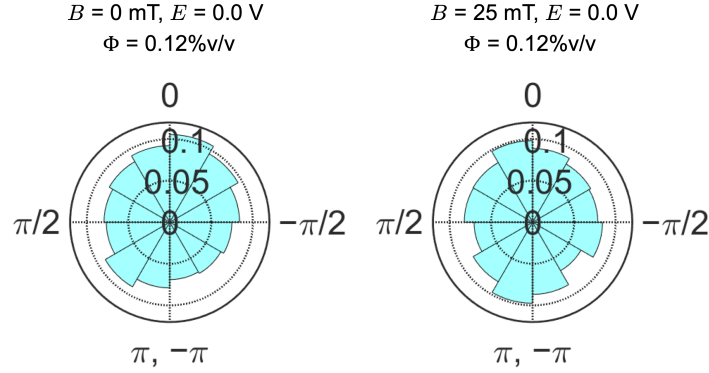 B = 0 mT, E = 0.0 V
Φ = 0.12%v/v
0
0.1
0.05
π/2
0
−π/2
π, −π
B = 25 mT, E = 0.0 V
Φ = 0.12%v/v
0
0.1
0.05
π/2
0
−π/2
π, −π